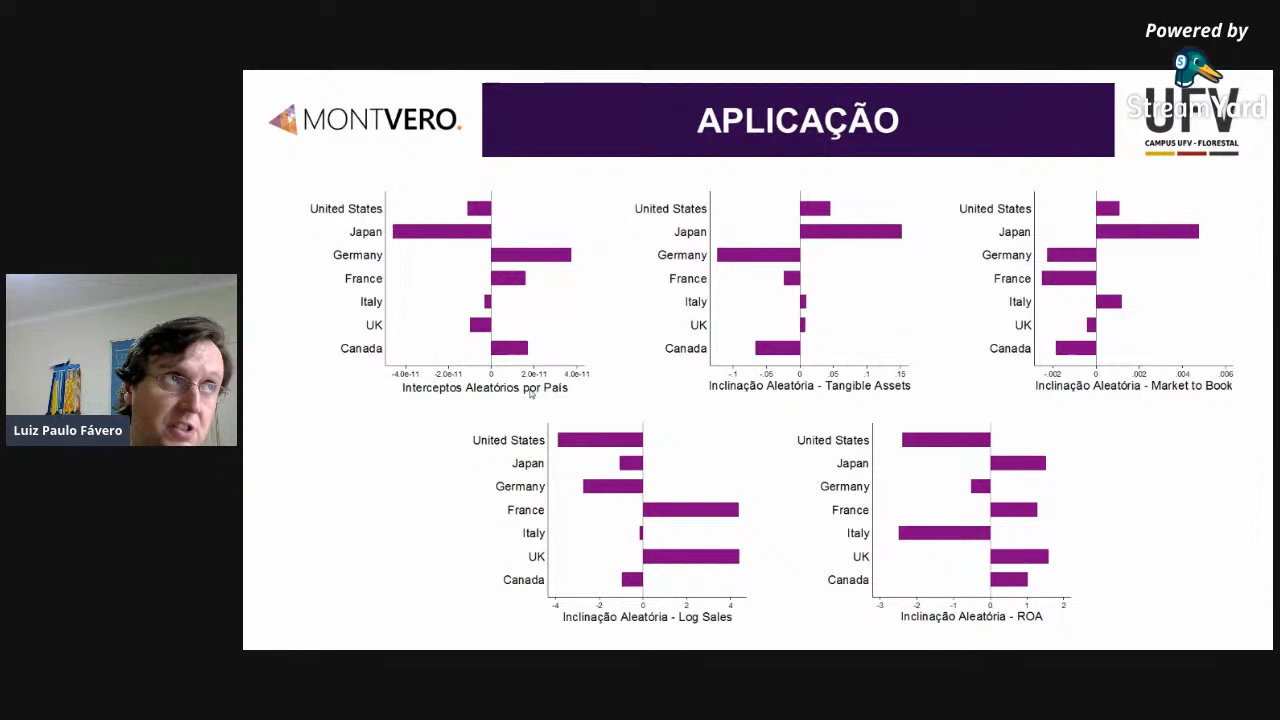 Powered by
StreamYard
MONTVERO.
APLICAÇÃO
UFV
CAMPUS UFV - FLORESTAL
United States
Japan
Germany
France
Italy
UK
Canada
-4.0e-11 -2.0e-11 0 2.0e-11 4.0e-11
Interceptos Aleatórios por País
United States
Japan
Germany
France
Italy
UK
Canada
-.1 -.05 0 .05 .1 .15
Inclinação Aleatória - Tangible Assets
United States
Japan
Germany
France
Italy
UK
Canada
-.002 0 .002 .004 .006
Inclinação Aleatória - Market to Book
Luiz Paulo Fávero
United States
Japan
Germany
France
Italy
UK
Canada
-4 -2 0 2 4
Inclinação Aleatória - Log Sales
United States
Japan
Germany
France
Italy
UK
Canada
-3 -2 -1 0 1 2
Inclinação Aleatória - ROA